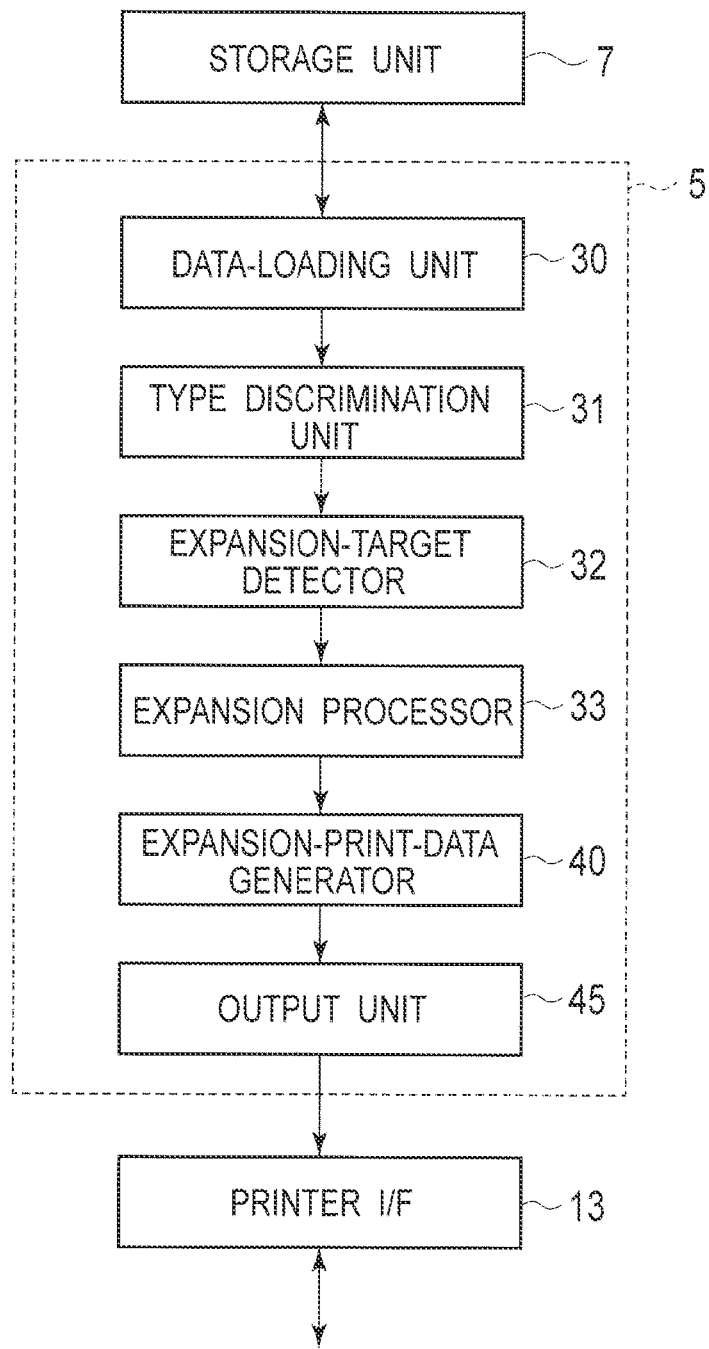 STORAGE UNIT
7
5
DATA-LOADING UNIT
30
TYPE DISCRIMINATION
UNIT
31
EXPANSION-TARGET
DETECTOR
32
EXPANSION PROCESSOR
33
EXPANSION-PRINT-DATA
GENERATOR
40
OUTPUT UNIT
45
PRINTER I/F
13